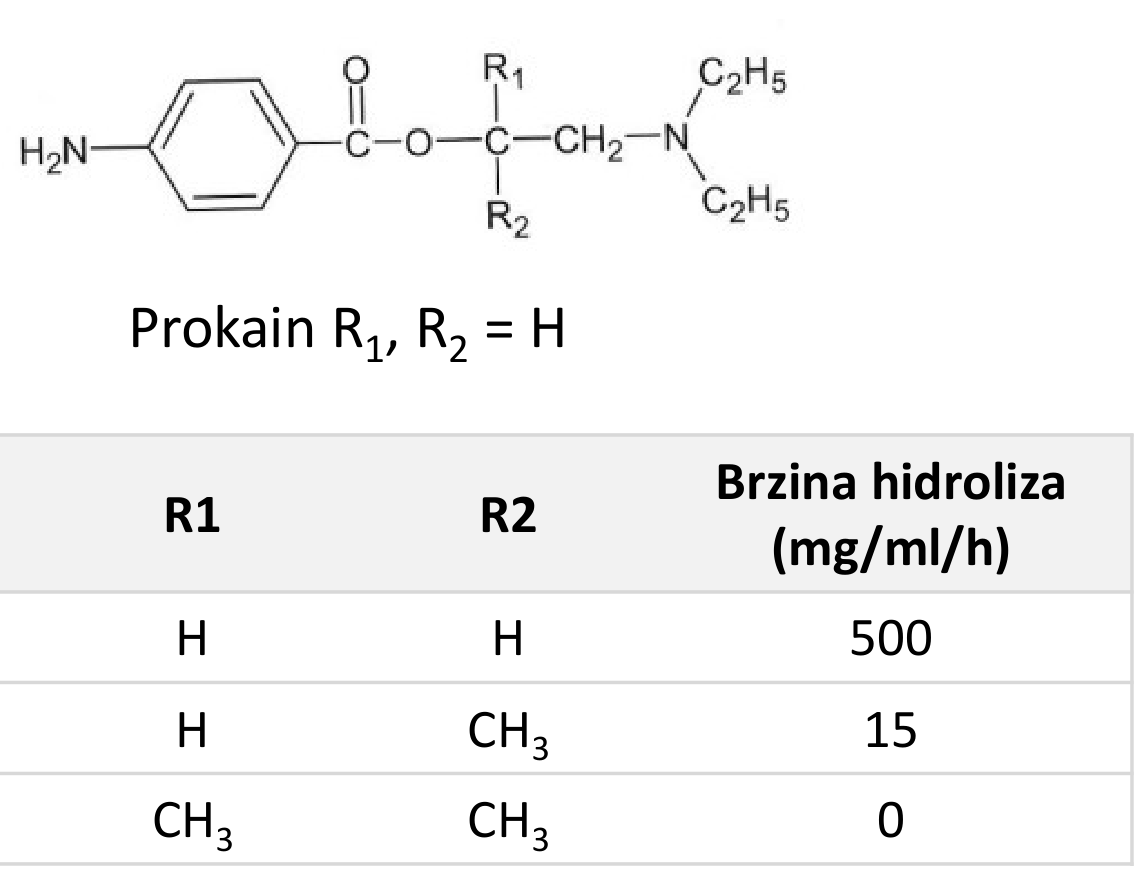 O
R₁
C₂H₅
H₂N
C
O
C
CH₂
N
R₂
C₂H₅
Prokain R₁, R₂ = H
R1 R2 Brzina hidroliza
(mg/ml/h)
H H 500
H CH₃ 15
CH₃ CH₃ 0